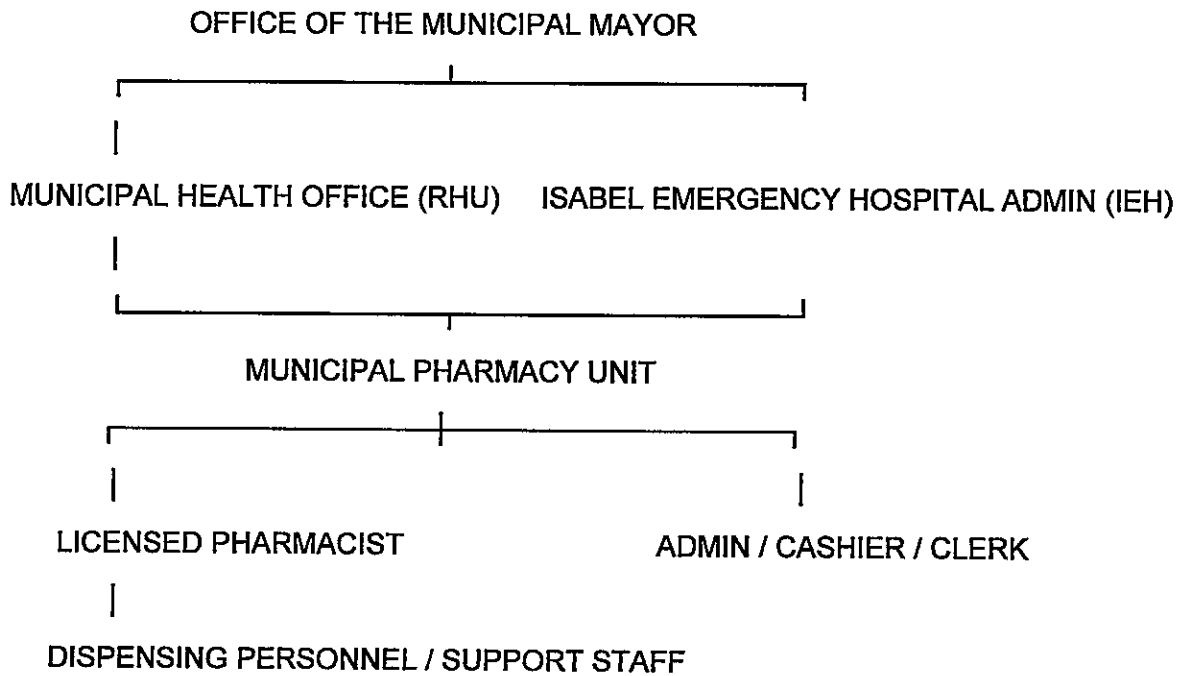 OFFICE OF THE MUNICIPAL MAYOR
MUNICIPAL HEALTH OFFICE (RHU) ISABEL EMERGENCY HOSPITAL ADMIN (IEH)
MUNICIPAL PHARMACY UNIT
LICENSED PHARMACIST ADMIN / CASHIER / CLERK
DISPENSING PERSONNEL / SUPPORT STAFF